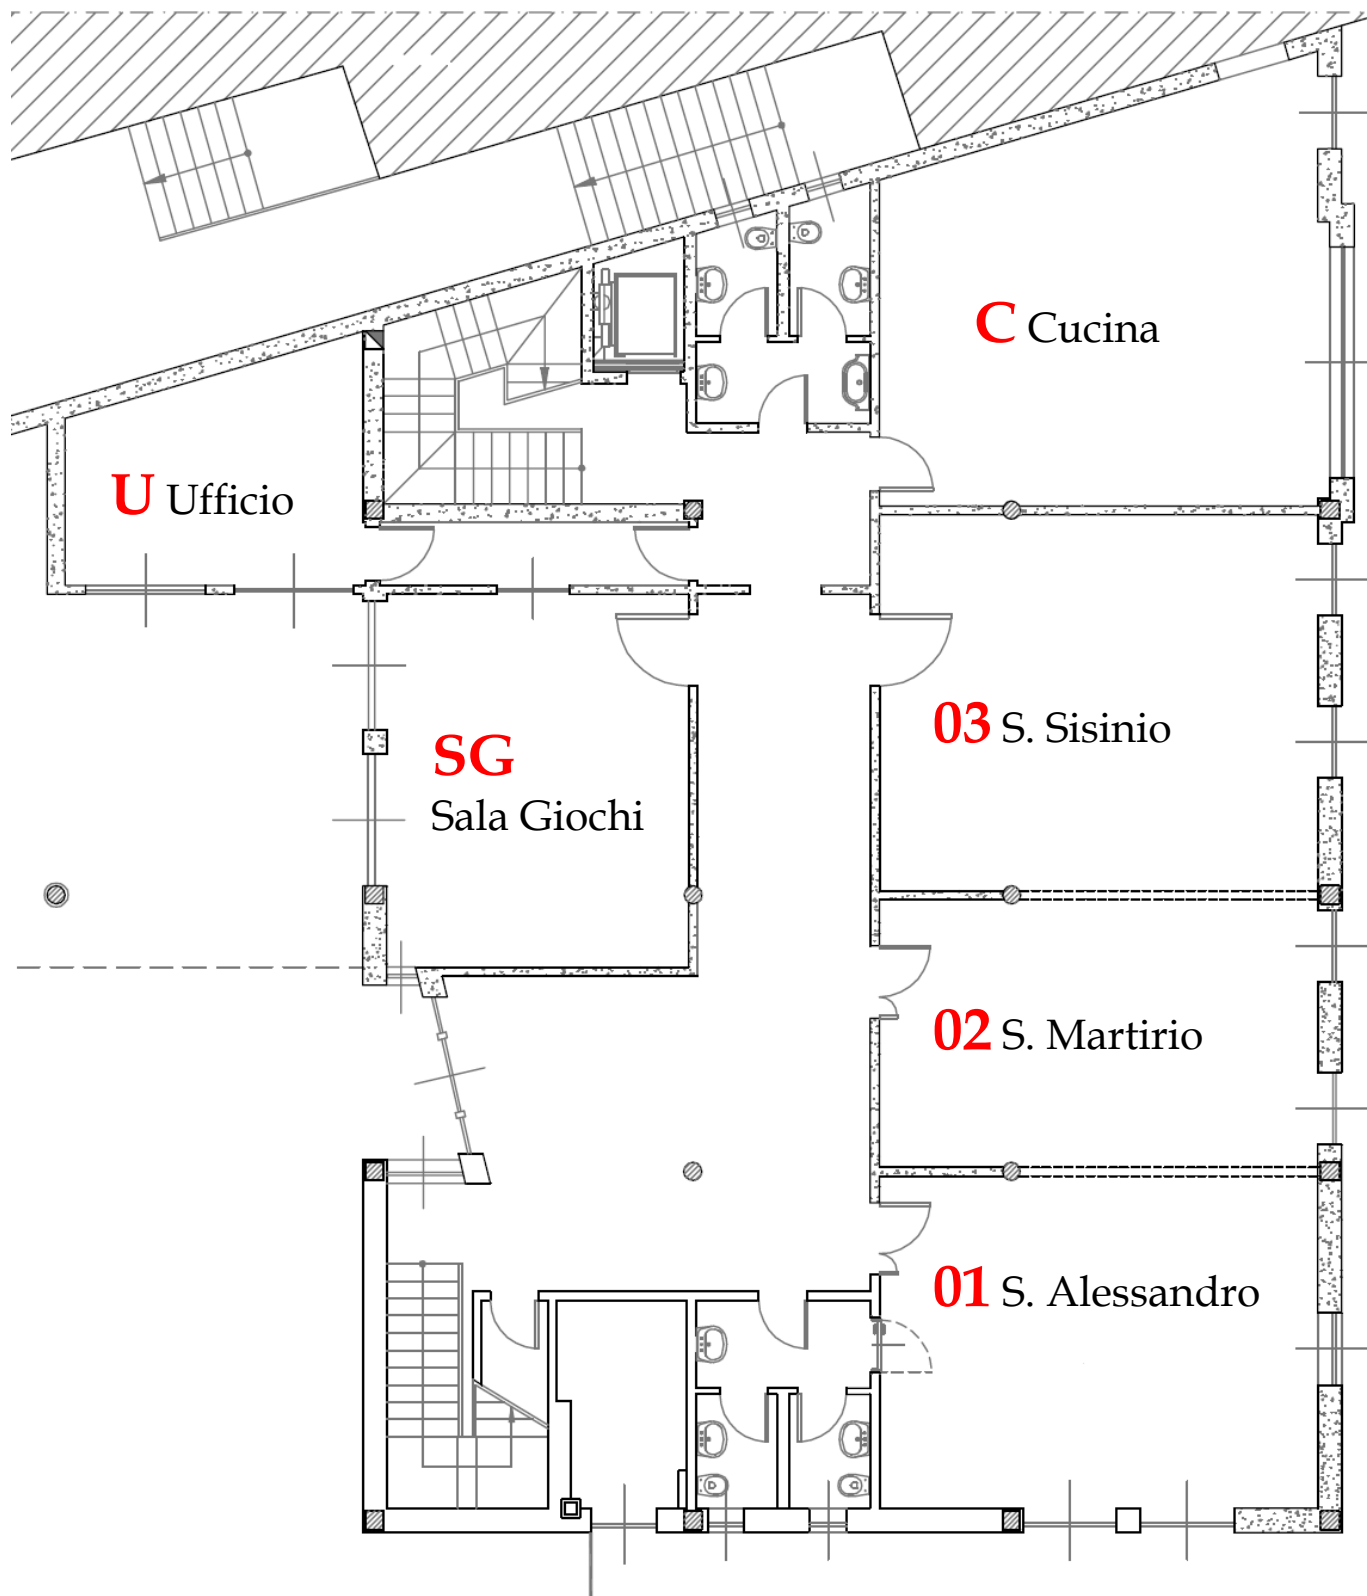 C Cucina
U Ufficio
03 S. Sisinio
SG
Sala Giochi
02 S. Martirio
01 S. Alessandro